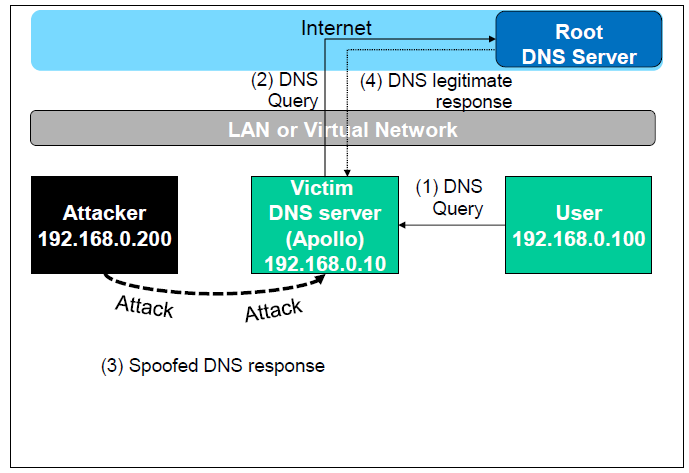 Internet
Root
DNS Server
(2) DNS
Query
(4) DNS legitimate
response
LAN or Virtual Network
Attacker
192.168.0.200
Victim
DNS server
(Apollo)
192.168.0.10
(1) DNS
Query
User
192.168.0.100
Attack
Attack
(3) Spoofed DNS response